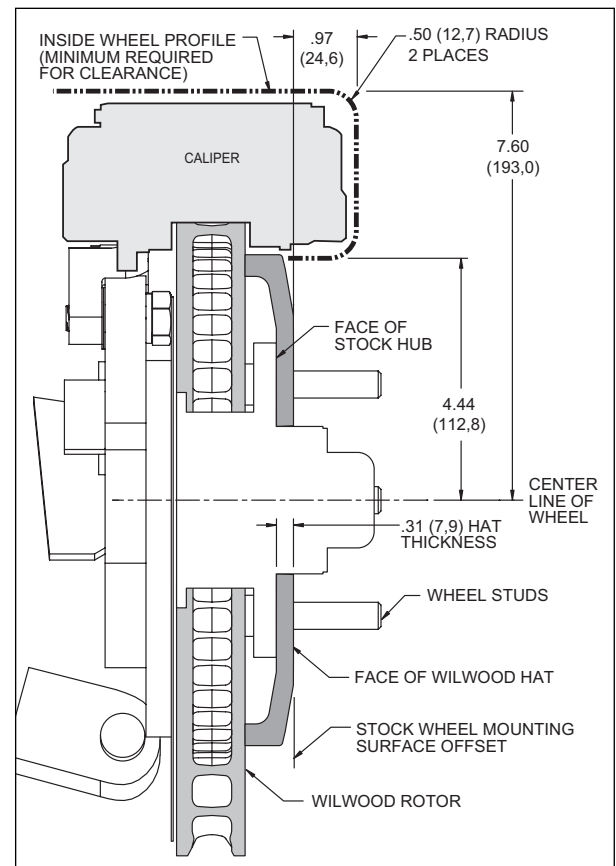 INSIDE WHEEL PROFILE
(MINIMUM REQUIRED
FOR CLEARANCE)
.97
(24,6)
.50 (12,7) RADIUS
2 PLACES
7.60
(193,0)
CALIPER
FACE OF
STOCK HUB
4.44
(112,8)
CENTER
LINE OF
WHEEL
.31 (7,9) HAT
THICKNESS
WHEEL STUDS
FACE OF WILWOOD HAT
STOCK WHEEL MOUNTING
SURFACE OFFSET
WILWOOD ROTOR